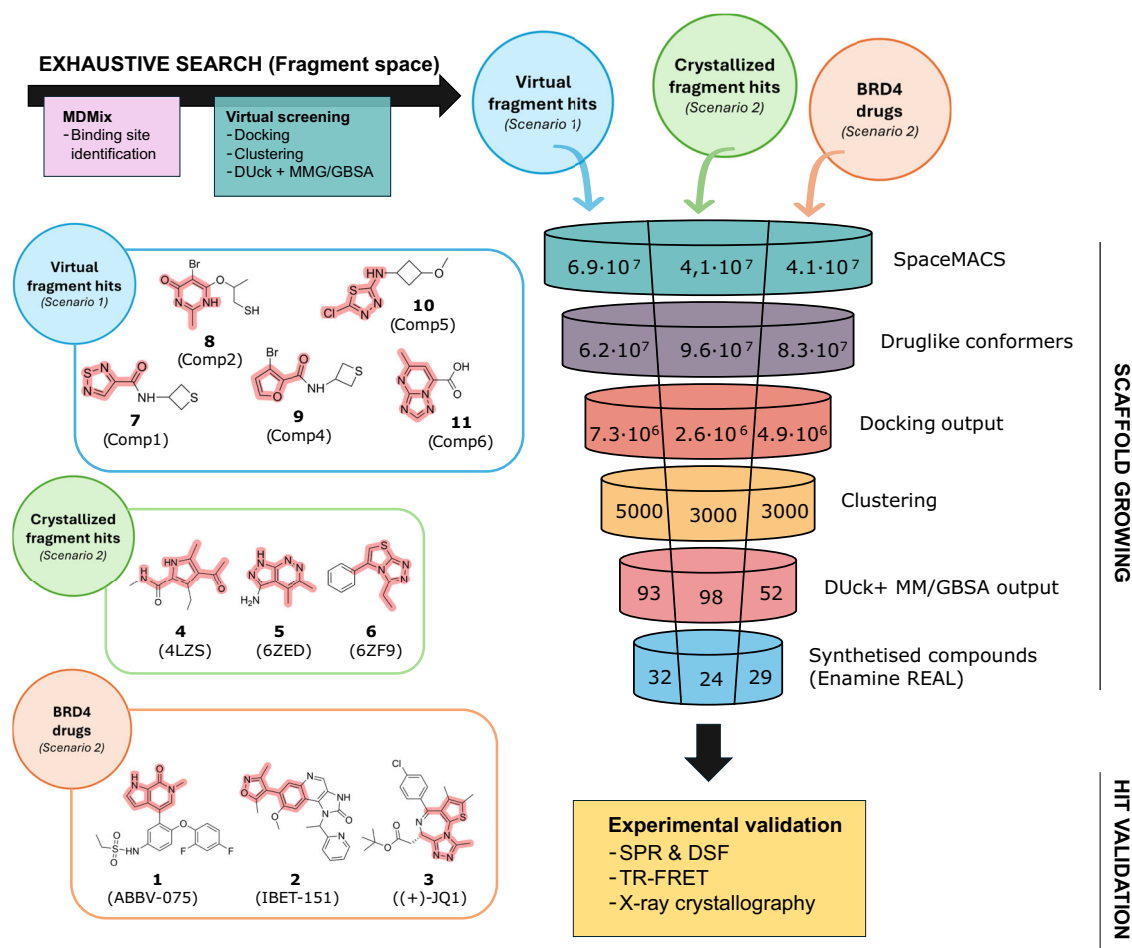 EXHAUSTIVE SEARCH (Fragment space)
MDMix
-Binding site
identification
Virtual screening
-Docking
-Clustering
-DUck + MMG/GBSA
Virtual
fragment hits
(Scenario 1)
Crystallized
fragment hits
(Scenario 2)
BRD4
drugs
(Scenario 2)
6.9·10⁷ 4,1·10⁷ 4.1·10⁷
SpaceMACS
6.2·10⁷ 9.6·10⁷ 8.3·10⁷
Druglike conformers
7.3·10⁶ 2.6·10⁶ 4.9·10⁶
Docking output
5000 3000 3000
Clustering
93 98 52
DUck+ MM/GBSA output
32 24 29
Synthetised compounds
(Enamine REAL)
SCAFFOLD GROWING
Virtual
fragment hits
(Scenario 1)
Br
O
O
N
NH
SH
8
(Comp2)
HN
O
S
Cl
N
N
10
(Comp5)
N
S
N
O
NH
S
7
(Comp1)
Br
O
O
N
H
S
9
(Comp4)
N
OH
O
N
N
N
11
(Comp6)
Crystallized
fragment hits
(Scenario 2)
H
N
H
N
O
O
4
(4LZS)
H
N
N
N
N
H₂N
5
(6ZED)
S
N
N
N
6
(6ZF9)
BRD4
drugs
(Scenario 2)
H
N
O
N
O
O
S
O
HN
F
F
1
(ABBV-075)
N
O
N
H
N
O
N
O
N
2
(IBET-151)
Cl
S
N
N
O
O
N
N
3
((+)-JQ1)
Experimental validation
-SPR & DSF
-TR-FRET
-X-ray crystallography
HIT VALIDATION